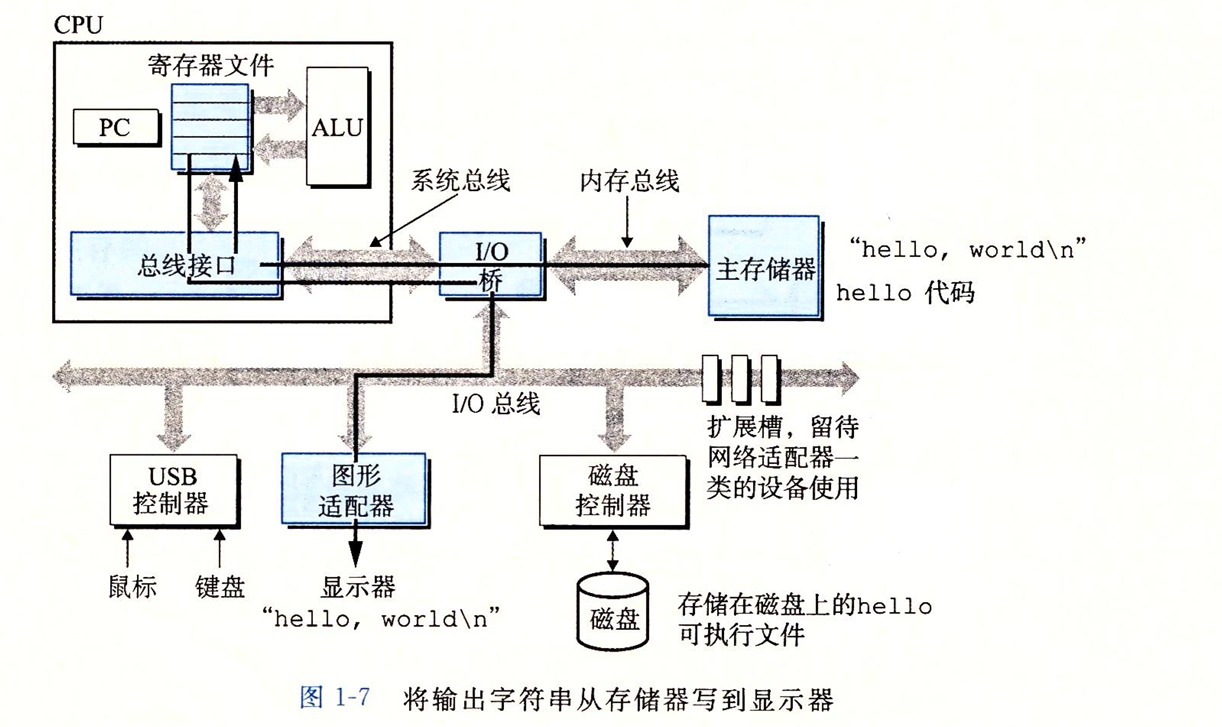 CPU
寄存器文件
PC
ALU
系统总线
内存总线
总线接口
I/O
桥
主存储器
“hello, world\n”
hello 代码
I/O 总线
扩展槽，留待
网络适配器一
类的设备使用
USB
控制器
图形
适配器
磁盘
控制器
鼠标
键盘
显示器
“hello, world\n”
磁盘
存储在磁盘上的hello
可执行文件
图 1-7 将输出字符串从存储器写到显示器